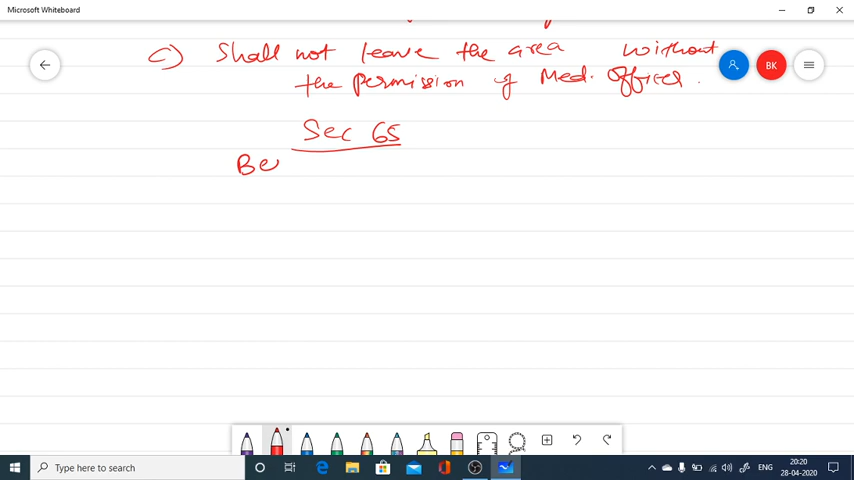 Microsoft Whiteboard
c) Shall not leave the area without
the permission of Med. Officer.
BK
Sec 65
Be
Type here to search
ENG
20:20
28-04-2020